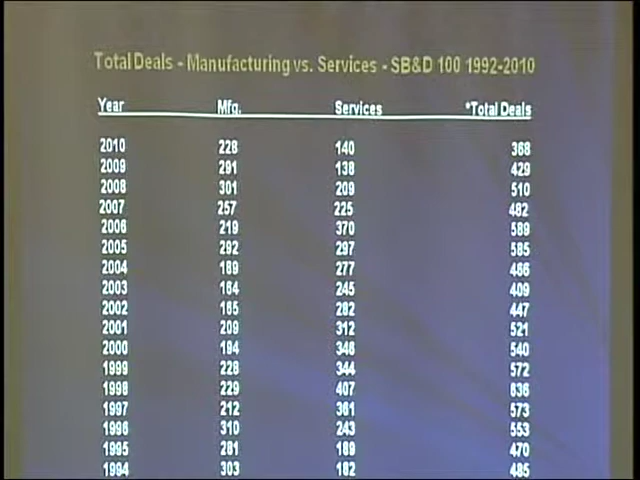 Total Deals - Manufacturing vs. Services - SB&D 100 1992-2010
Year Mfg. Services *Total Deals
2010 228 140 368
2009 291 138 429
2008 301 209 510
2007 257 225 482
2006 219 370 589
2005 292 297 585
2004 189 277 466
2003 164 245 409
2002 165 282 447
2001 209 312 521
2000 194 346 540
1999 228 344 572
1998 229 407 636
1997 212 361 573
1996 310 243 553
1995 281 189 470
1994 303 182 485